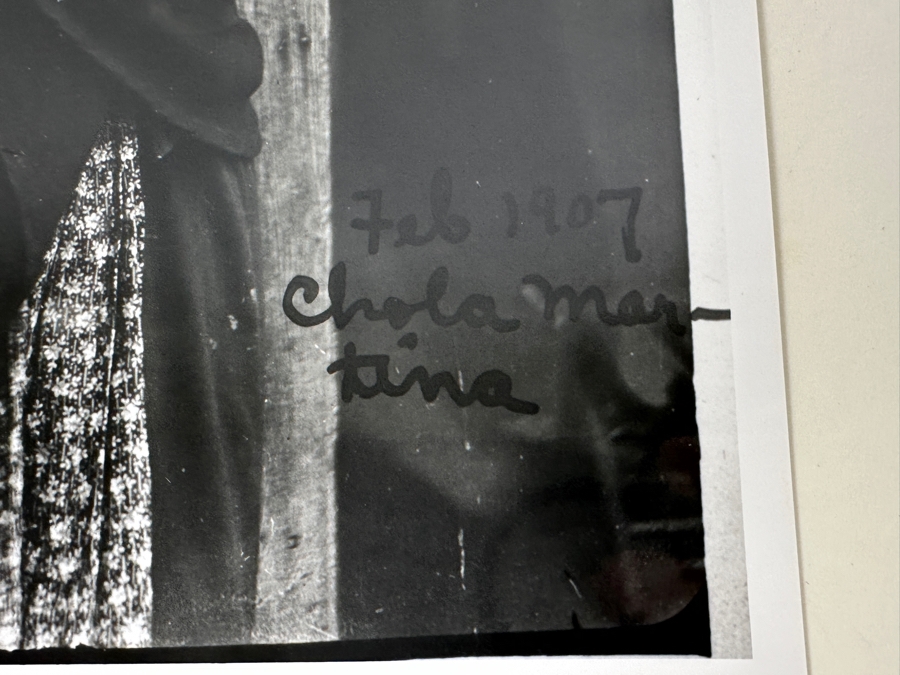 Feb 1907
Chola Mar-
tina